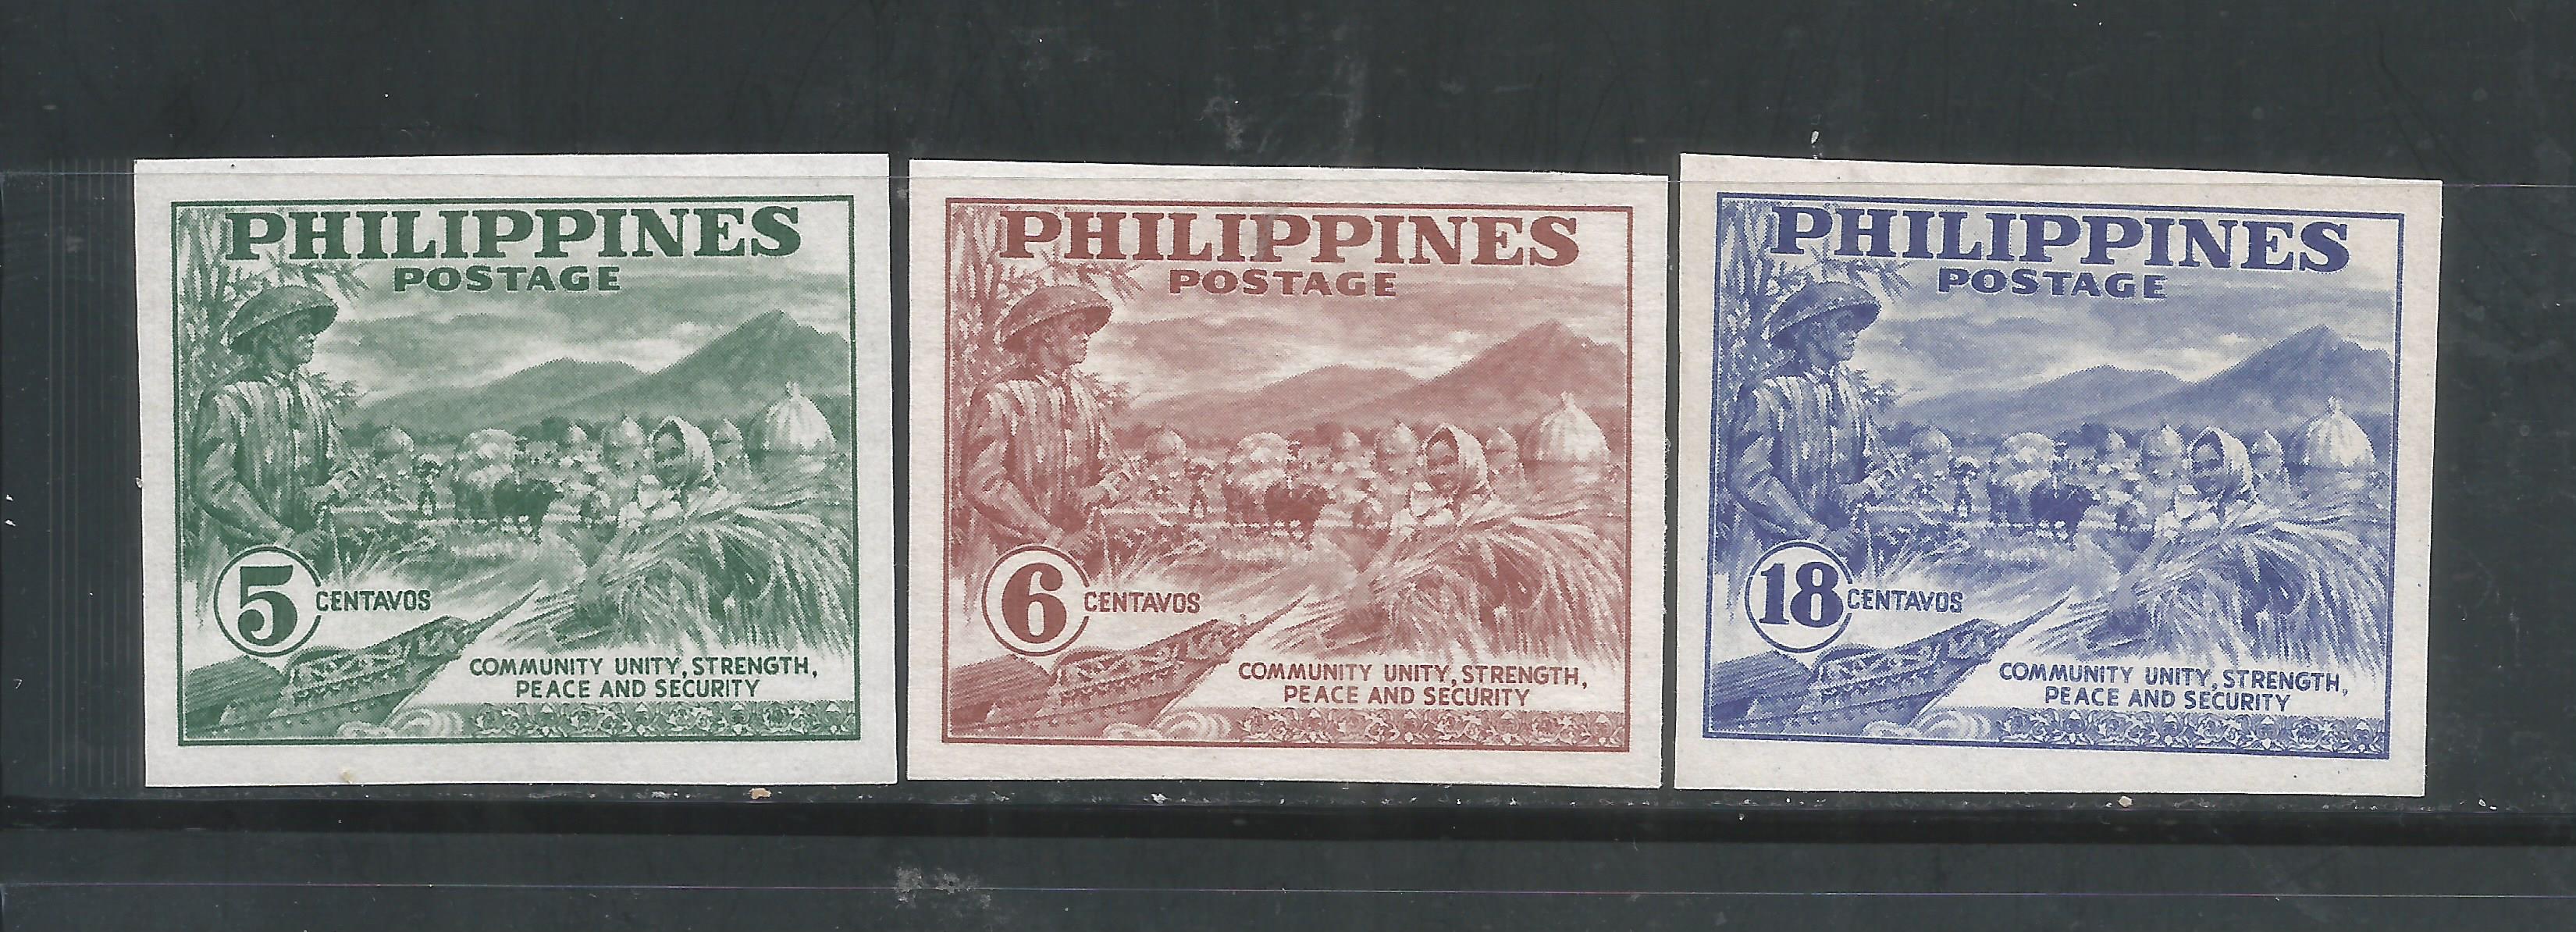 PHILIPPINES
POSTAGE
5 CENTAVOS
COMMUNITY UNITY, STRENGTH,
PEACE AND SECURITY
PHILIPPINES
POSTAGE
6 CENTAVOS
COMMUNITY UNITY, STRENGTH,
PEACE AND SECURITY
PHILIPPINES
POSTAGE
18 CENTAVOS
COMMUNITY UNITY, STRENGTH,
PEACE AND SECURITY